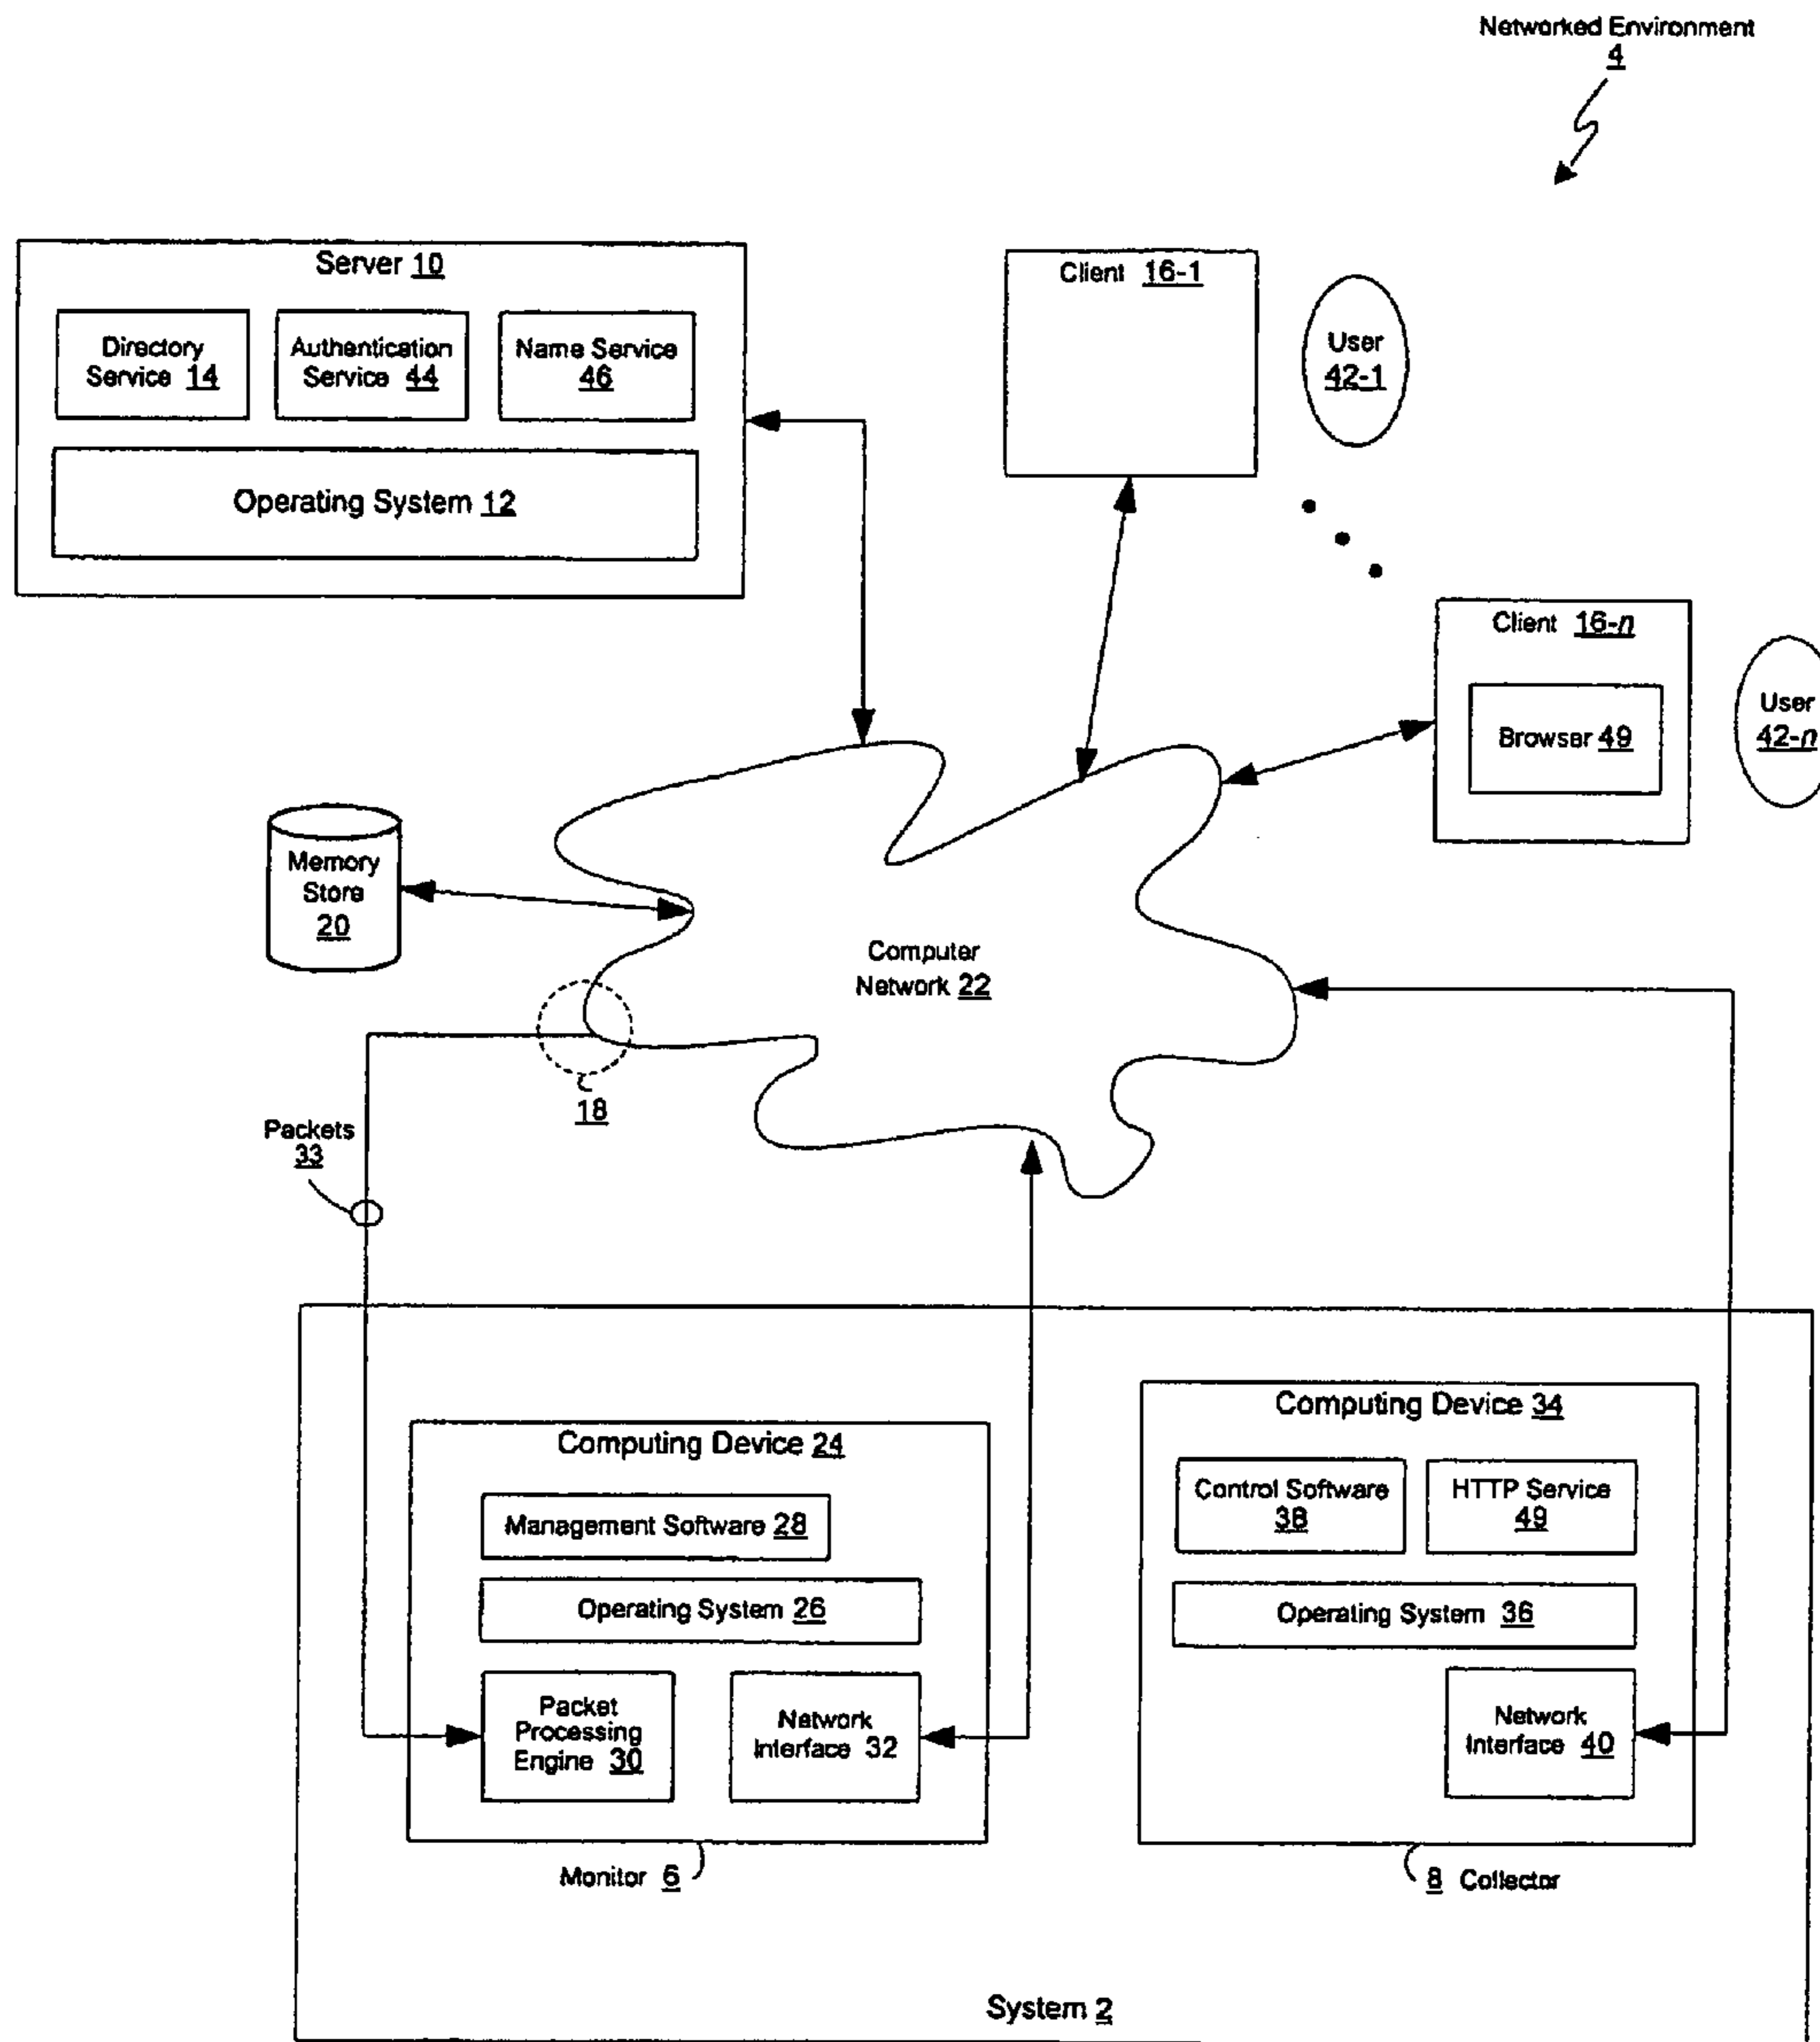 Networked Environment
4
Server 10
Directory
Service 14
Authentication
Service 44
Name Service
46
Operating System 12
Client 16-1
User
42-1
Client 16-n
Browser 49
User
42-n
Memory
Store
20
Computer
Network 22
18
Packets
33
Computing Device 24
Management Software 28
Operating System 26
Packet
Processing
Engine 30
Network
Interface 32
Monitor 6
Computing Device 34
Control Software
38
HTTP Service
49
Operating System 36
Network
Interface 40
8 Collector
System 2